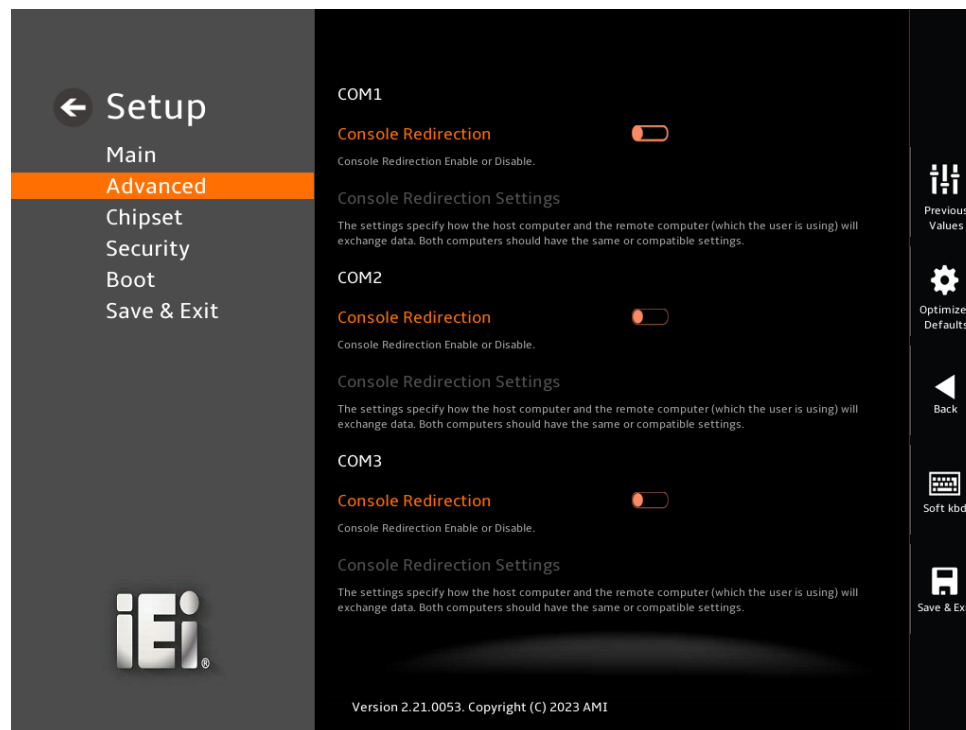 Setup
Main
Advanced
Chipset
Security
Boot
Save & Exit
iEi®
COM1
Console Redirection
Console Redirection Enable or Disable.
Console Redirection Settings
The settings specify how the host computer and the remote computer (which the user is using) will
exchange data. Both computers should have the same or compatible settings.
COM2
Console Redirection
Console Redirection Enable or Disable.
Console Redirection Settings
The settings specify how the host computer and the remote computer (which the user is using) will
exchange data. Both computers should have the same or compatible settings.
COM3
Console Redirection
Console Redirection Enable or Disable.
Console Redirection Settings
The settings specify how the host computer and the remote computer (which the user is using) will
exchange data. Both computers should have the same or compatible settings.
Version 2.21.0053. Copyright (C) 2023 AMI
Previous
Values
Optimize
Defaults
Back
Soft kbd
Save & Ex